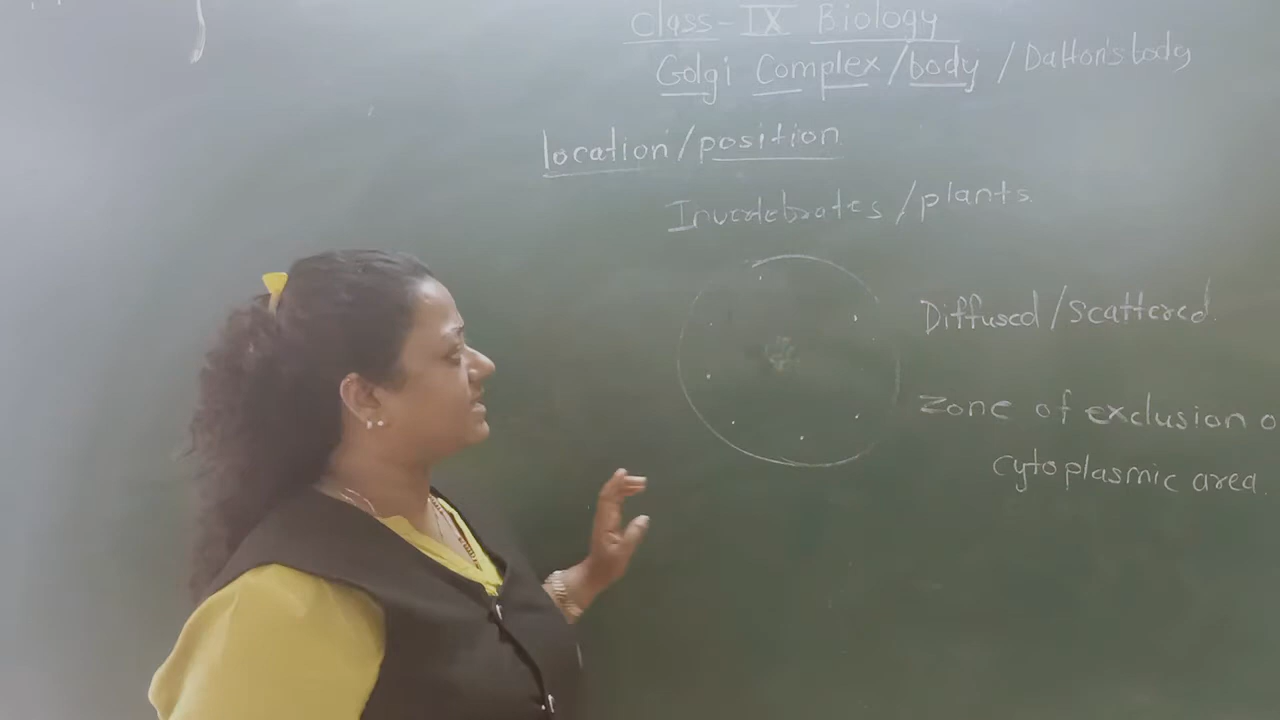 Class-IX Biology
Golgi Complex/body / Dalton's body
location/position
Invertebrates/plants
Diffused/Scattered
Zone of exclusion o
cytoplasmic area